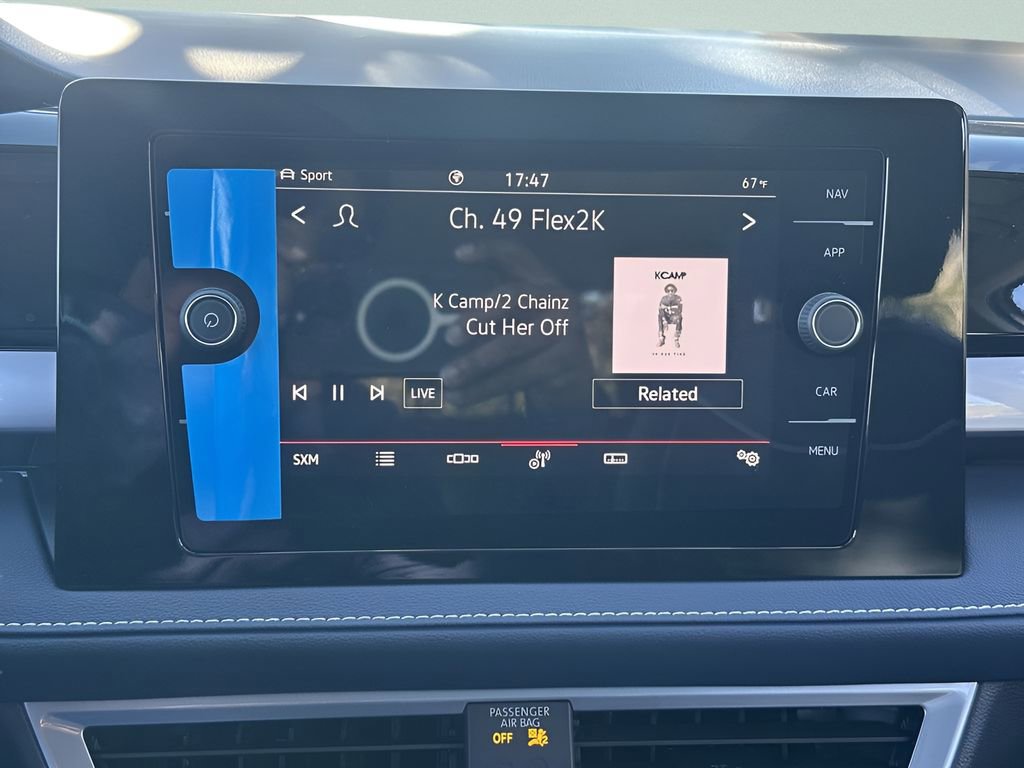 Sport
17:47
67°F
NAV
Ch. 49 Flex2K
APP
KCAMP
K Camp/2 Chainz
Cut Her Off
CAR
LIVE
Related
MENU
SXM
PASSENGER
AIR BAG
OFF
2